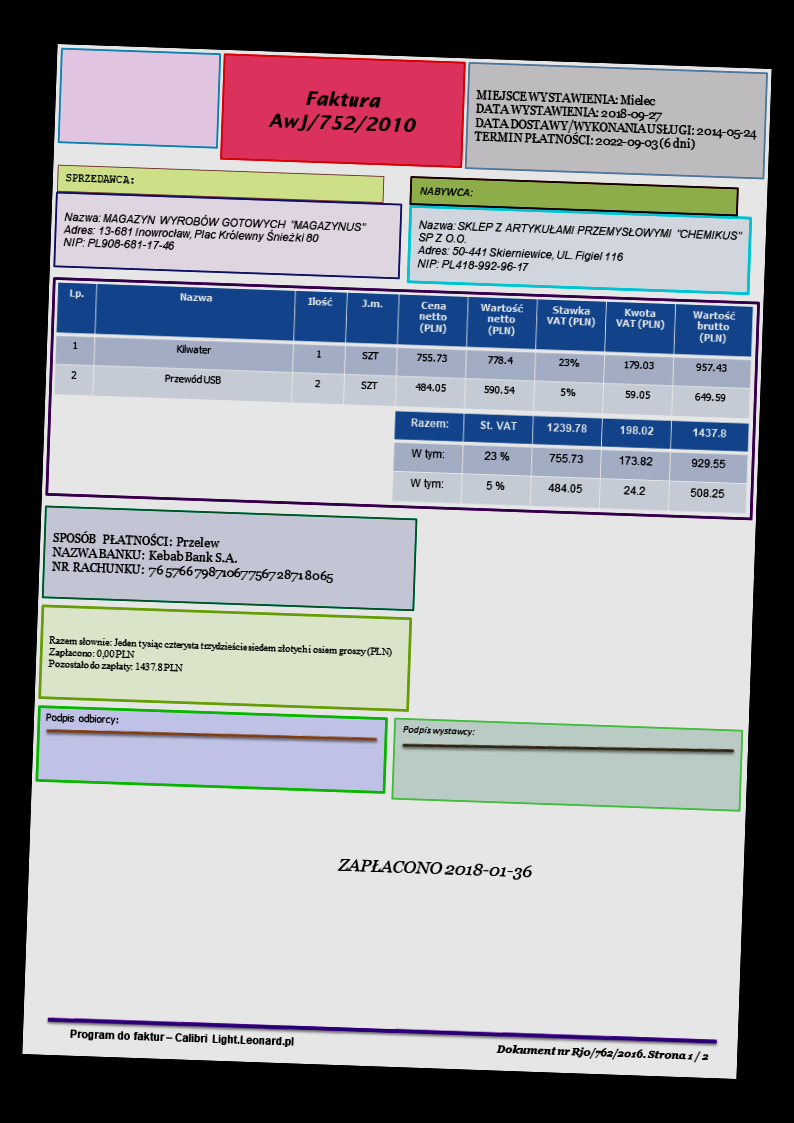 Faktura
AwJ/752/2010
MIEJSCE WYSTAWIENIA: Mielec
DATA WYSTAWIENIA: 2018-09-27
DATA DOSTAWY/WYKONANIA USŁUGI: 2014-05-24
TERMIN PŁATNOŚCI: 2022-09-03 (6 dni)
SPRZEDAWCA:
Nazwa: MAGAZYN WYROBÓW GOTOWYCH "MAGAZYNUS"
Adres: 13-681 Inowrocław, Plac Królewny Śnieżki 80
NIP: PL908-681-17-46
NABYWCA:
Nazwa: SKLEP Z ARTYKUŁAMI PRZEMYSŁOWYMI "CHEMIKUS"
SP Z O.O.
Adres: 50-441 Skierniewice, UL. Figiel 116
NIP: PL418-992-96-17
Lp. Nazwa Ilość J.m. Cena netto (PLN) Wartość netto (PLN) Stawka VAT (PLN) Kwota VAT (PLN) Wartość brutto (PLN)
1 Kilwater 1 SZT 755.73 778.4 23% 179.03 957.43
2 Przewód USB 2 SZT 484.05 590.54 5% 59.05 649.59
Razem: St. VAT 1239.78 198.02 1437.8
W tym: 23 % 755.73 173.82 929.55
W tym: 5 % 484.05 24.2 508.25
SPOSÓB PŁATNOŚCI: Przelew
NAZWA BANKU: Kebab Bank S.A.
NR RACHUNKU: 76 5766798710677567 28718065
Razem słownie: Jeden tysiąc czterysta trzydzieście siedem złotych i osiem groszy (PLN)
Zapłacono: 0,00 PLN
Pozostało do zapłaty: 1437.8 PLN
Podpis odbiorcy:
Podpis wystawcy:
ZAPŁACONO 2018-01-36
Program do faktur – Calibri Light.Leonard.pl
Dokument nr Rjo/762/2016. Strona 1 / 2